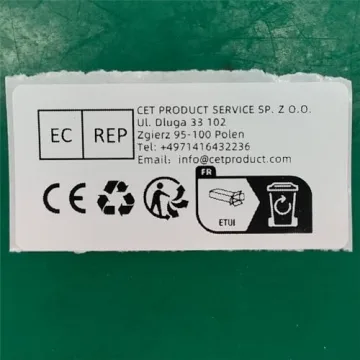 EC REP
CET PRODUCT SERVICE SP. Z O.O.
Ul. Dluga 33 102
Zgierz 95-100 Polen
Tel: +4971416432236
Email: info@cetproduct.com
CE
FR
ETUI